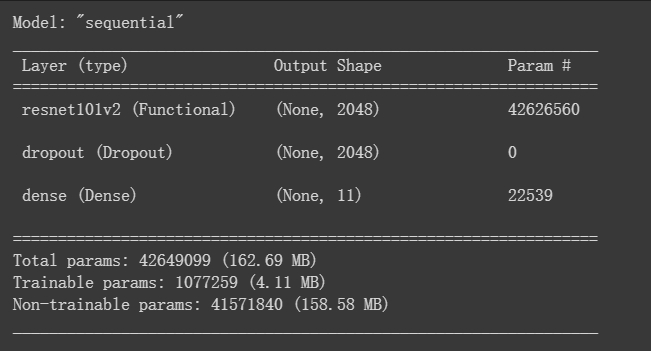 Model: "sequential"
_________________________________________________________________
Layer (type) Output Shape Param #
=================================================================
resnet101v2 (Functional) (None, 2048) 42626560
dropout (Dropout) (None, 2048) 0
dense (Dense) (None, 11) 22539
=================================================================
Total params: 42649099 (162.69 MB)
Trainable params: 1077259 (4.11 MB)
Non-trainable params: 41571840 (158.58 MB)
_________________________________________________________________